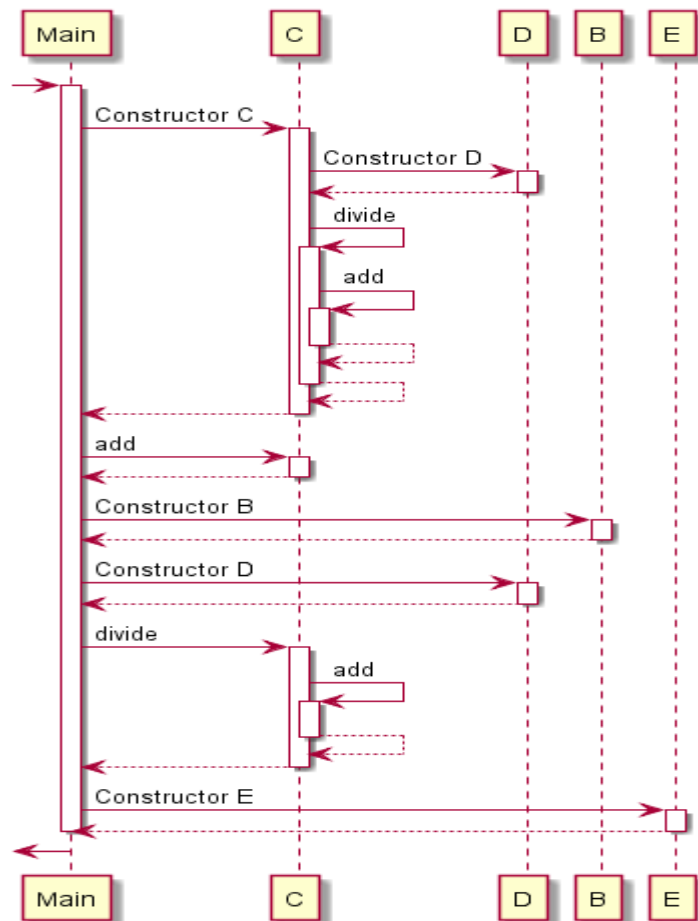 Main C D B E
Constructor C
Constructor D
divide
add
add
Constructor B
Constructor D
divide
add
Constructor E
Main C D B E